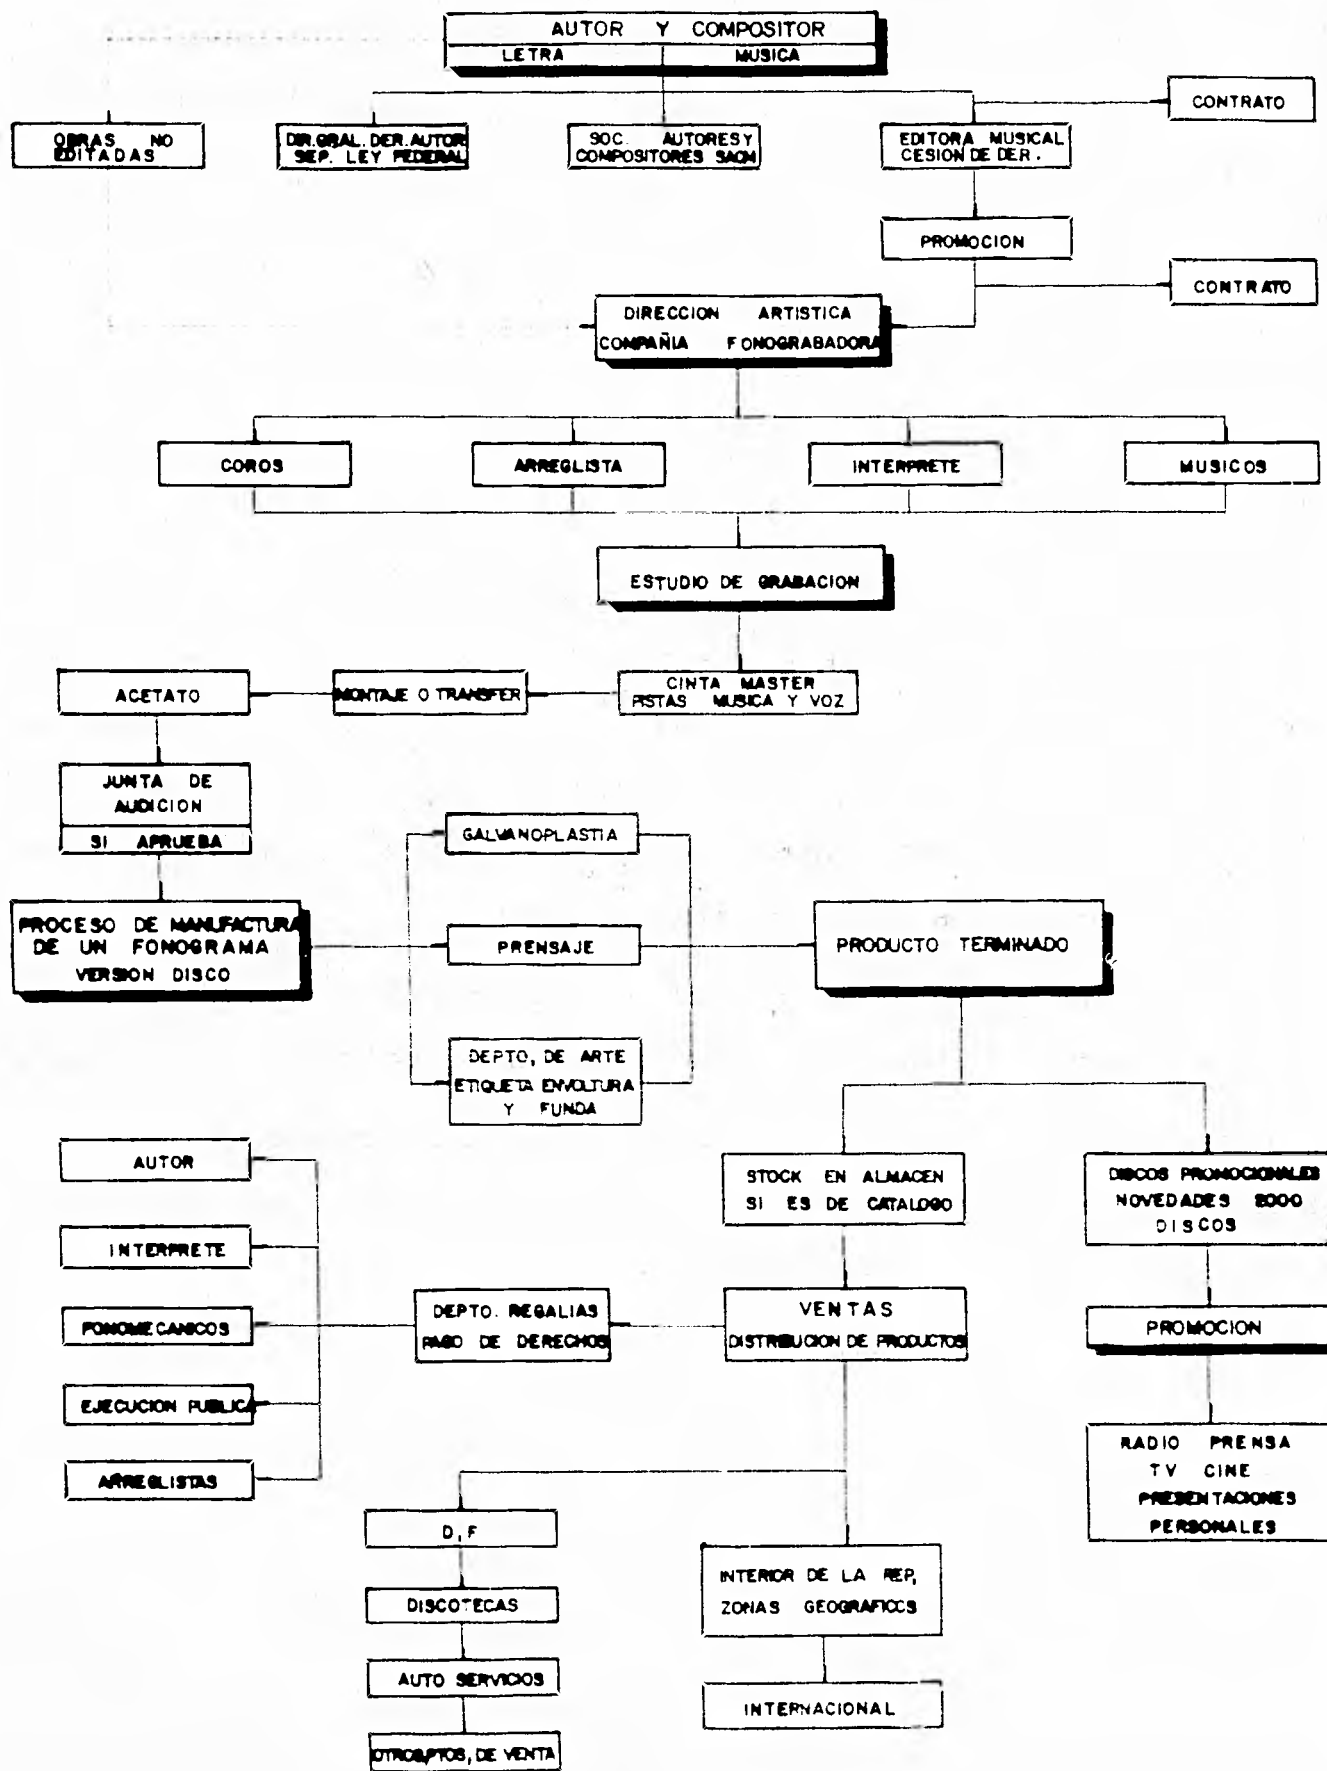 AUTOR Y COMPOSITOR
LETRA MUSICA
CONTRATO
OBRAS NO
EDITADAS
DIR. GRAL. DER. AUTOR
SEP. LEY FEDERAL
SOC. AUTORES Y
COMPOSITORES SACM
EDITORA MUSICAL
CESION DE DER.
PROMOCION
CONTRATO
DIRECCION ARTISTICA
COMPAÑIA FONOGRABADORA
COROS
ARREGLISTA
INTERPRETE
MUSICOS
ESTUDIO DE GRABACION
ACETATO
MONTAJE O TRANSFER
CINTA MASTER
PISTAS MUSICA Y VOZ
JUNTA DE
AUDICION
SI APRUEBA
GALVANOPLASTIA
PROCESO DE MANUFACTURA
DE UN FONOGRAMA
VERSION DISCO
PRENSAJE
PRODUCTO TERMINADO
DEPTO, DE ARTE
ETIQUETA ENVOLTURA
Y FUNDA
AUTOR
STOCK EN ALMACEN
SI ES DE CATALOGO
DISCOS PROMOCIONALES
NOVEDADES 2000
DISCOS
INTERPRETE
FONOMECANICOS
DEPTO. REGALIAS
PAGO DE DERECHOS
VENTAS
DISTRIBUCION DE PRODUCTOS
PROMOCION
EJECUCION PUBLICA
ARREGLISTAS
RADIO PRENSA
TV CINE
PRESENTACIONES
PERSONALES
D,F
INTERIOR DE LA REP,
ZONAS GEOGRAFICOS
DISCOTECAS
AUTO SERVICIOS
INTERNACIONAL
OTROS, PTOS, DE VENTA